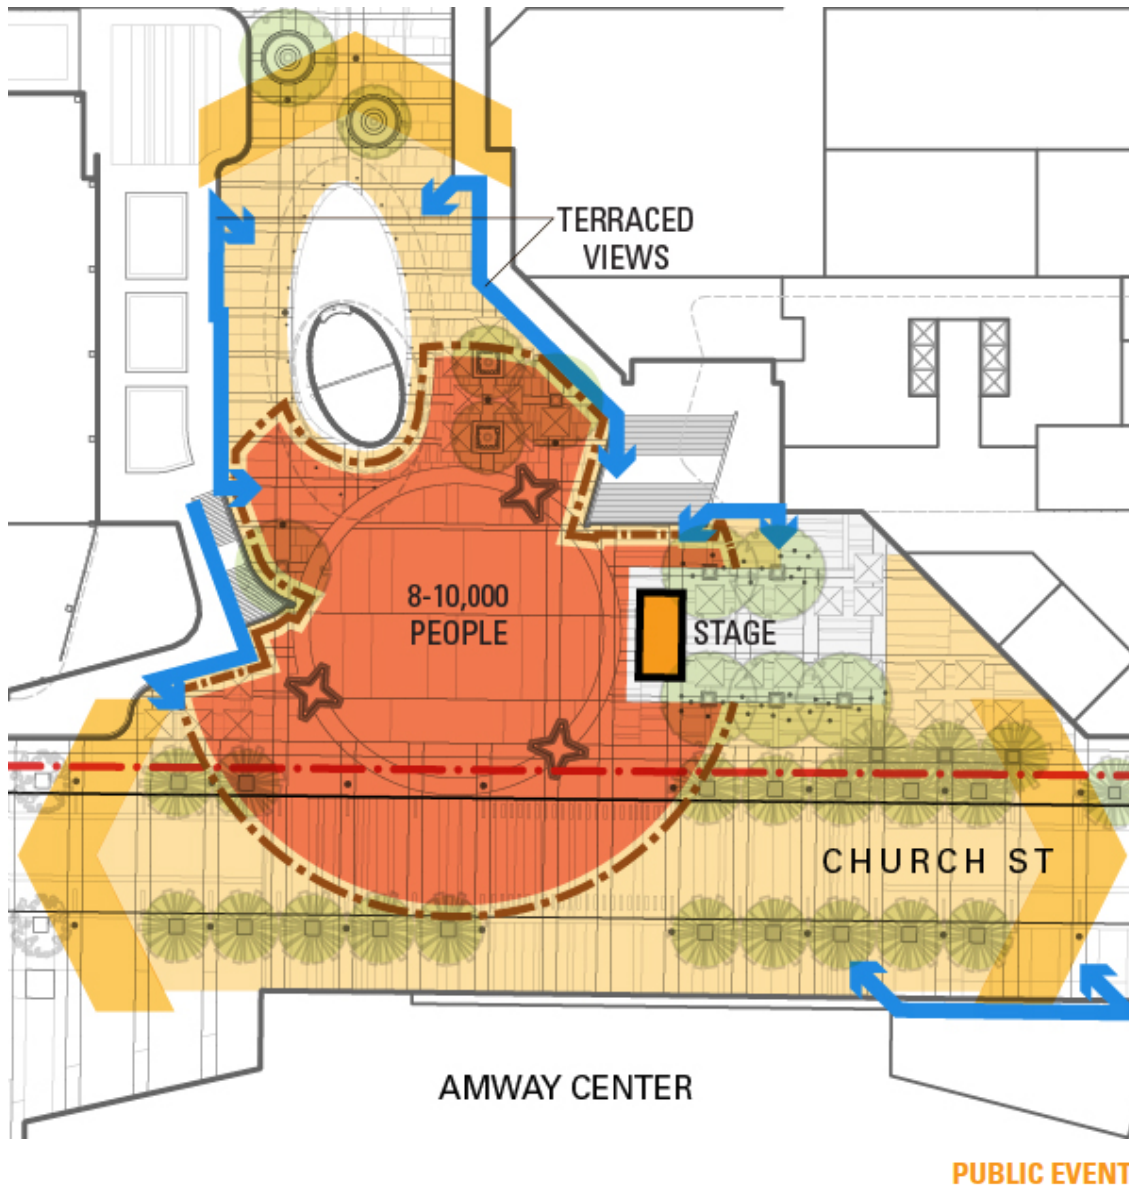 TERRACED
VIEWS
8-10,000
PEOPLE
STAGE
CHURCH ST
AMWAY CENTER
PUBLIC EVENT